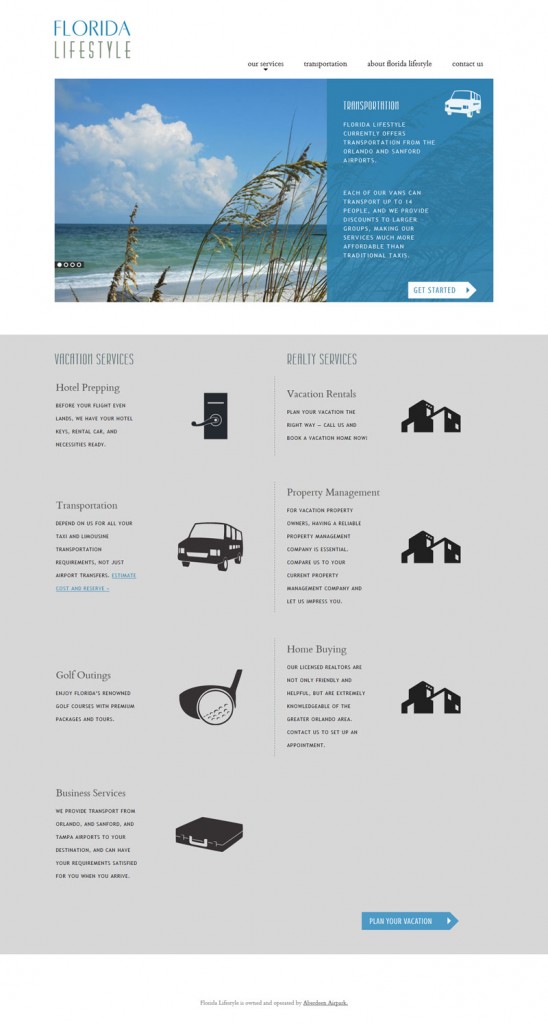 FLORIDA
LIFESTYLE
our services transportation about florida lifestyle contact us
TRANSPORTATION
FLORIDA LIFESTYLE
CURRENTLY OFFERS
TRANSPORTATION FROM THE
ORLANDO AND SANFORD
AIRPORTS.
EACH OF OUR VANS CAN
TRANSPORT UP TO 14
PEOPLE, AND WE PROVIDE
DISCOUNTS TO LARGER
GROUPS, MAKING OUR
SERVICES MUCH MORE
AFFORDABLE THAN
TRADITIONAL TAXIS.
GET STARTED
VACATION SERVICES
Hotel Prepping
BEFORE YOUR FLIGHT EVEN
LANDS, WE HAVE YOUR HOTEL
KEYS, RENTAL CAR, AND
NECESSITIES READY.
Transportation
DEPEND ON US FOR ALL YOUR
TAXI AND LIMOUSINE
TRANSPORTATION
REQUIREMENTS, NOT JUST
AIRPORT TRANSFERS. ESTIMATE
COST AND RESERVE »
Golf Outings
ENJOY FLORIDA'S RENOWNED
GOLF COURSES WITH PREMIUM
PACKAGES AND TOURS.
Business Services
WE PROVIDE TRANSPORT FROM
ORLANDO, AND SANFORD, AND
TAMPA AIRPORTS TO YOUR
DESTINATION, AND CAN HAVE
YOUR REQUIREMENTS SATISFIED
FOR YOU WHEN YOU ARRIVE.
REALTY SERVICES
Vacation Rentals
PLAN YOUR VACATION THE
RIGHT WAY – CALL US AND
BOOK A VACATION HOME NOW!
Property Management
FOR VACATION PROPERTY
OWNERS, HAVING A RELIABLE
PROPERTY MANAGEMENT
COMPANY IS ESSENTIAL.
COMPARE US TO YOUR
CURRENT PROPERTY
MANAGEMENT COMPANY AND
LET US IMPRESS YOU.
Home Buying
OUR LICENSED REALTORS ARE
NOT ONLY FRIENDLY AND
HELPFUL, BUT ARE EXTREMELY
KNOWLEDGEABLE OF THE
GREATER ORLANDO AREA.
CONTACT US TO SET UP AN
APPOINTMENT.
PLAN YOUR VACATION
Florida Lifestyle is owned and operated by Aberdeen Airpark.